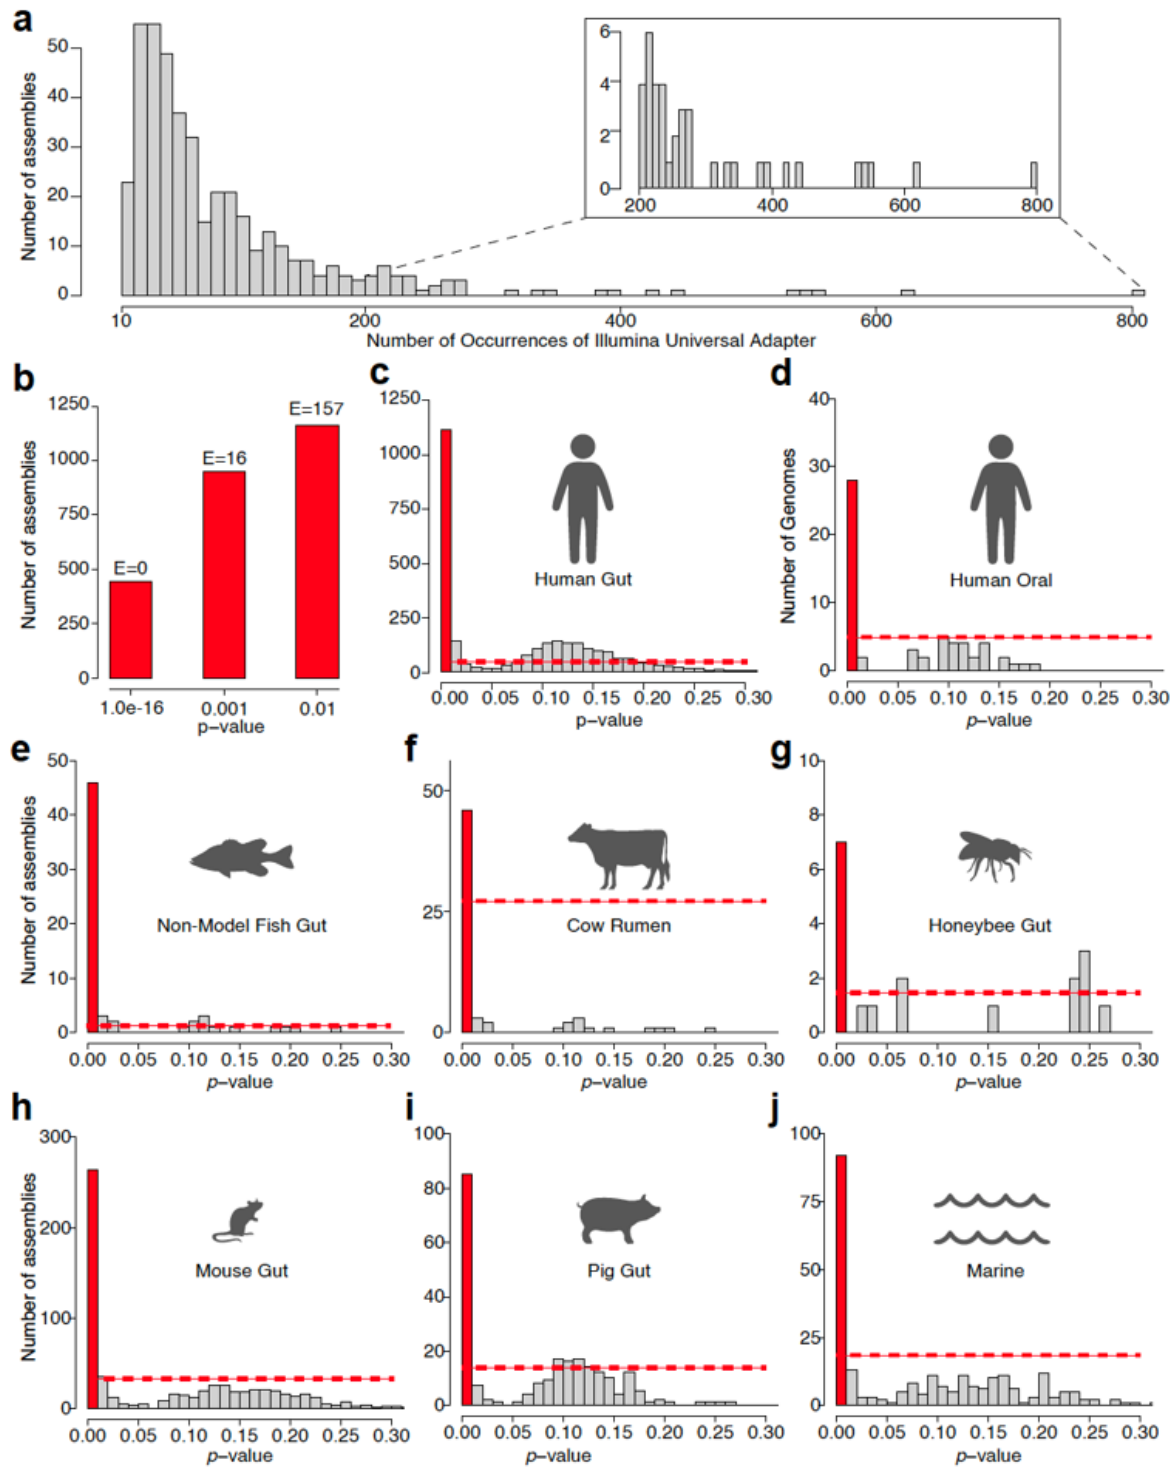 a
Number of assemblies
50
40
30
20
10
0
10
200
400
600
800
Number of Occurrences of Illumina Universal Adapter
6
4
2
0
200
400
600
800
b
Number of assemblies
1250
1000
750
500
250
0
E=0
E=16
E=157
1.0e-16
0.001
0.01
p-value
c
1250
1000
750
500
250
0
Human Gut
0.00 0.05 0.10 0.15 0.20 0.25 0.30
p-value
d
Number of Genomes
40
30
20
10
0
Human Oral
0.00 0.05 0.10 0.15 0.20 0.25 0.30
p-value
e
Number of assemblies
50
40
30
20
10
0
Non-Model Fish Gut
0.00 0.05 0.10 0.15 0.20 0.25 0.30
p-value
f
50
25
0
Cow Rumen
0.00 0.05 0.10 0.15 0.20 0.25 0.30
p-value
g
10
8
6
4
2
0
Honeybee Gut
0.00 0.05 0.10 0.15 0.20 0.25 0.30
p-value
h
Number of assemblies
300
200
100
0
Mouse Gut
0.00 0.05 0.10 0.15 0.20 0.25 0.30
p-value
i
100
80
60
40
20
0
Pig Gut
0.00 0.05 0.10 0.15 0.20 0.25 0.30
p-value
j
100
75
50
25
0
Marine
0.00 0.05 0.10 0.15 0.20 0.25 0.30
p-value